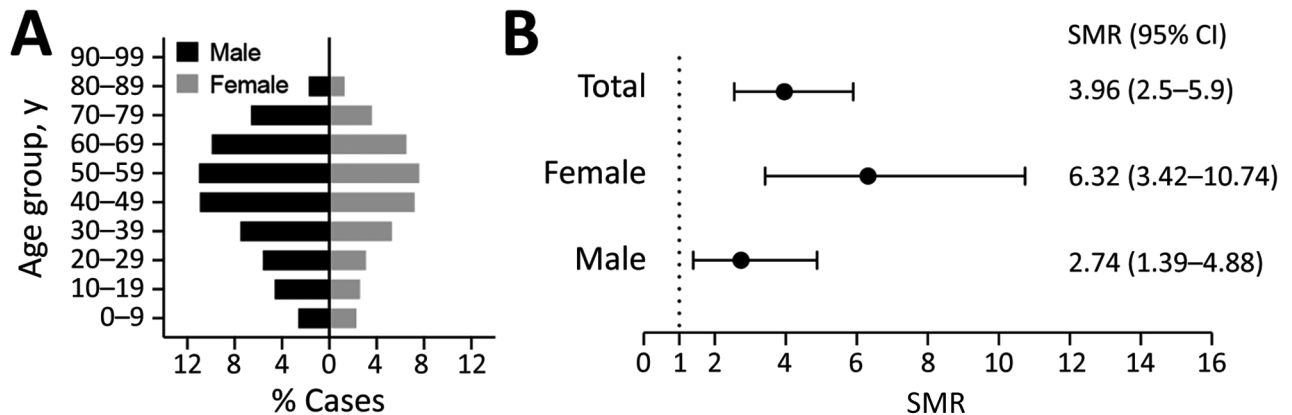 A
Male
Female
Age group, y
90–99
80–89
70–79
60–69
50–59
40–49
30–39
20–29
10–19
0–9
12 8 4 0 4 8 12
% Cases
B
SMR (95% CI)
Total 3.96 (2.5–5.9)
Female 6.32 (3.42–10.74)
Male 2.74 (1.39–4.88)
0 1 2 4 6 8 10 12 14 16
SMR